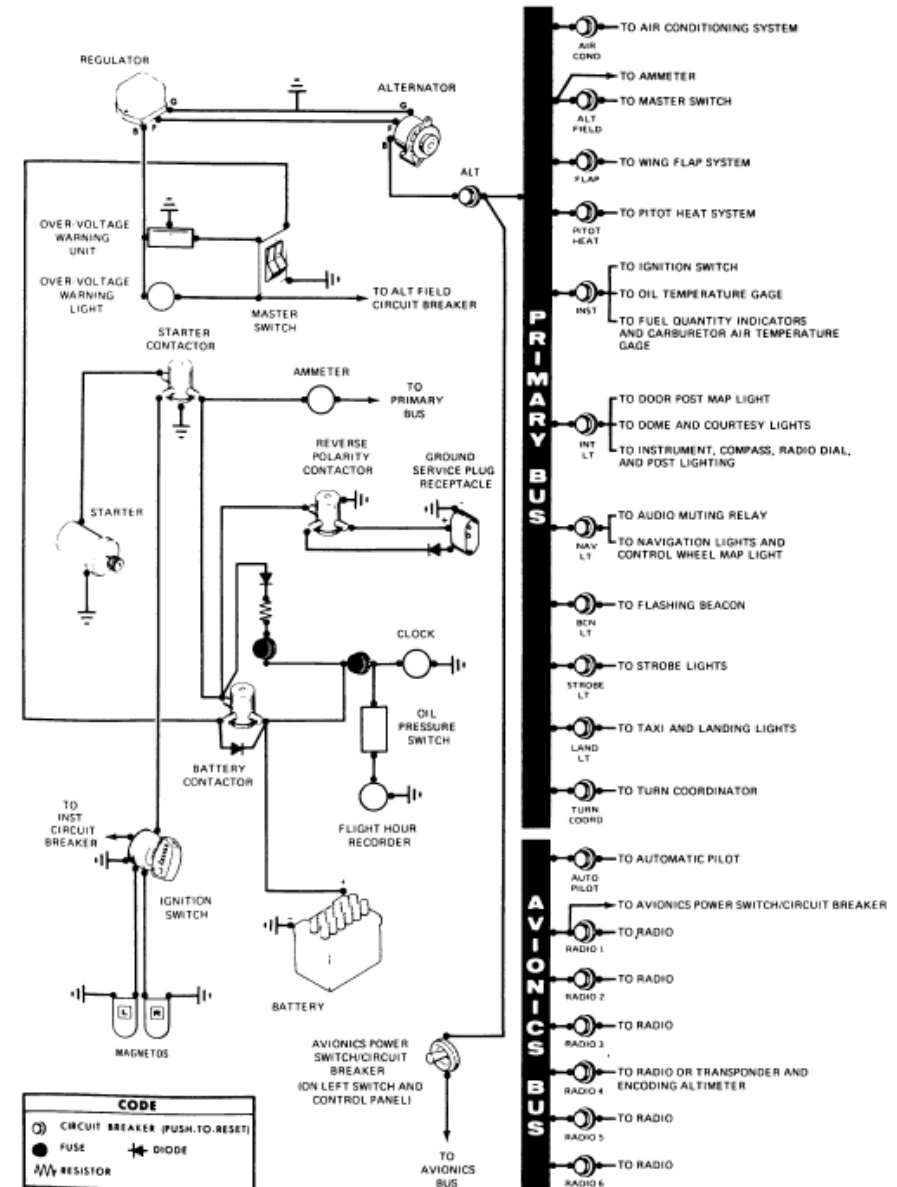 REGULATOR
G
F
B
ALTERNATOR
G
F
B
ALT
OVER-VOLTAGE
WARNING
UNIT
OVER-VOLTAGE
WARNING
LIGHT
MASTER
SWITCH
TO ALT FIELD
CIRCUIT BREAKER
STARTER
CONTACTOR
AMMETER
TO
PRIMARY
BUS
REVERSE
POLARITY
CONTACTOR
GROUND
SERVICE PLUG
RECEPTACLE
- 
+
STARTER
CLOCK
OIL
PRESSURE
SWITCH
BATTERY
CONTACTOR
FLIGHT HOUR
RECORDER
TO
INST
CIRCUIT
BREAKER
IGNITION
SWITCH
+
-
BATTERY
L
R
MAGNETOS
AVIONICS POWER
SWITCH/CIRCUIT
BREAKER
(ON LEFT SWITCH AND
CONTROL PANEL)
TO
AVIONICS
BUS
CODE
CIRCUIT BREAKER (PUSH.TO.RESET)
FUSE
DIODE
RESISTOR
PRIMARY BUS
AIR
COND
TO AIR CONDITIONING SYSTEM
TO AMMETER
TO MASTER SWITCH
ALT
FIELD
TO WING FLAP SYSTEM
FLAP
TO PITOT HEAT SYSTEM
PITOT
HEAT
TO IGNITION SWITCH
TO OIL TEMPERATURE GAGE
INST
TO FUEL QUANTITY INDICATORS
AND CARBURETOR AIR TEMPERATURE
GAGE
TO DOOR POST MAP LIGHT
TO DOME AND COURTESY LIGHTS
INT
LT
TO INSTRUMENT, COMPASS, RADIO DIAL,
AND POST LIGHTING
TO AUDIO MUTING RELAY
NAV
LT
TO NAVIGATION LIGHTS AND
CONTROL WHEEL MAP LIGHT
TO FLASHING BEACON
BCN
LT
TO STROBE LIGHTS
STROBE
LT
TO TAXI AND LANDING LIGHTS
LAND
LT
TO TURN COORDINATOR
TURN
COORD
AVIONICS BUS
TO AUTOMATIC PILOT
AUTO
PILOT
TO AVIONICS POWER SWITCH/CIRCUIT BREAKER
TO RADIO
RADIO 1
TO RADIO
RADIO 2
TO RADIO
RADIO 3
TO RADIO OR TRANSPONDER AND
ENCODING ALTIMETER
RADIO 4
TO RADIO
RADIO 5
TO RADIO
RADIO 6